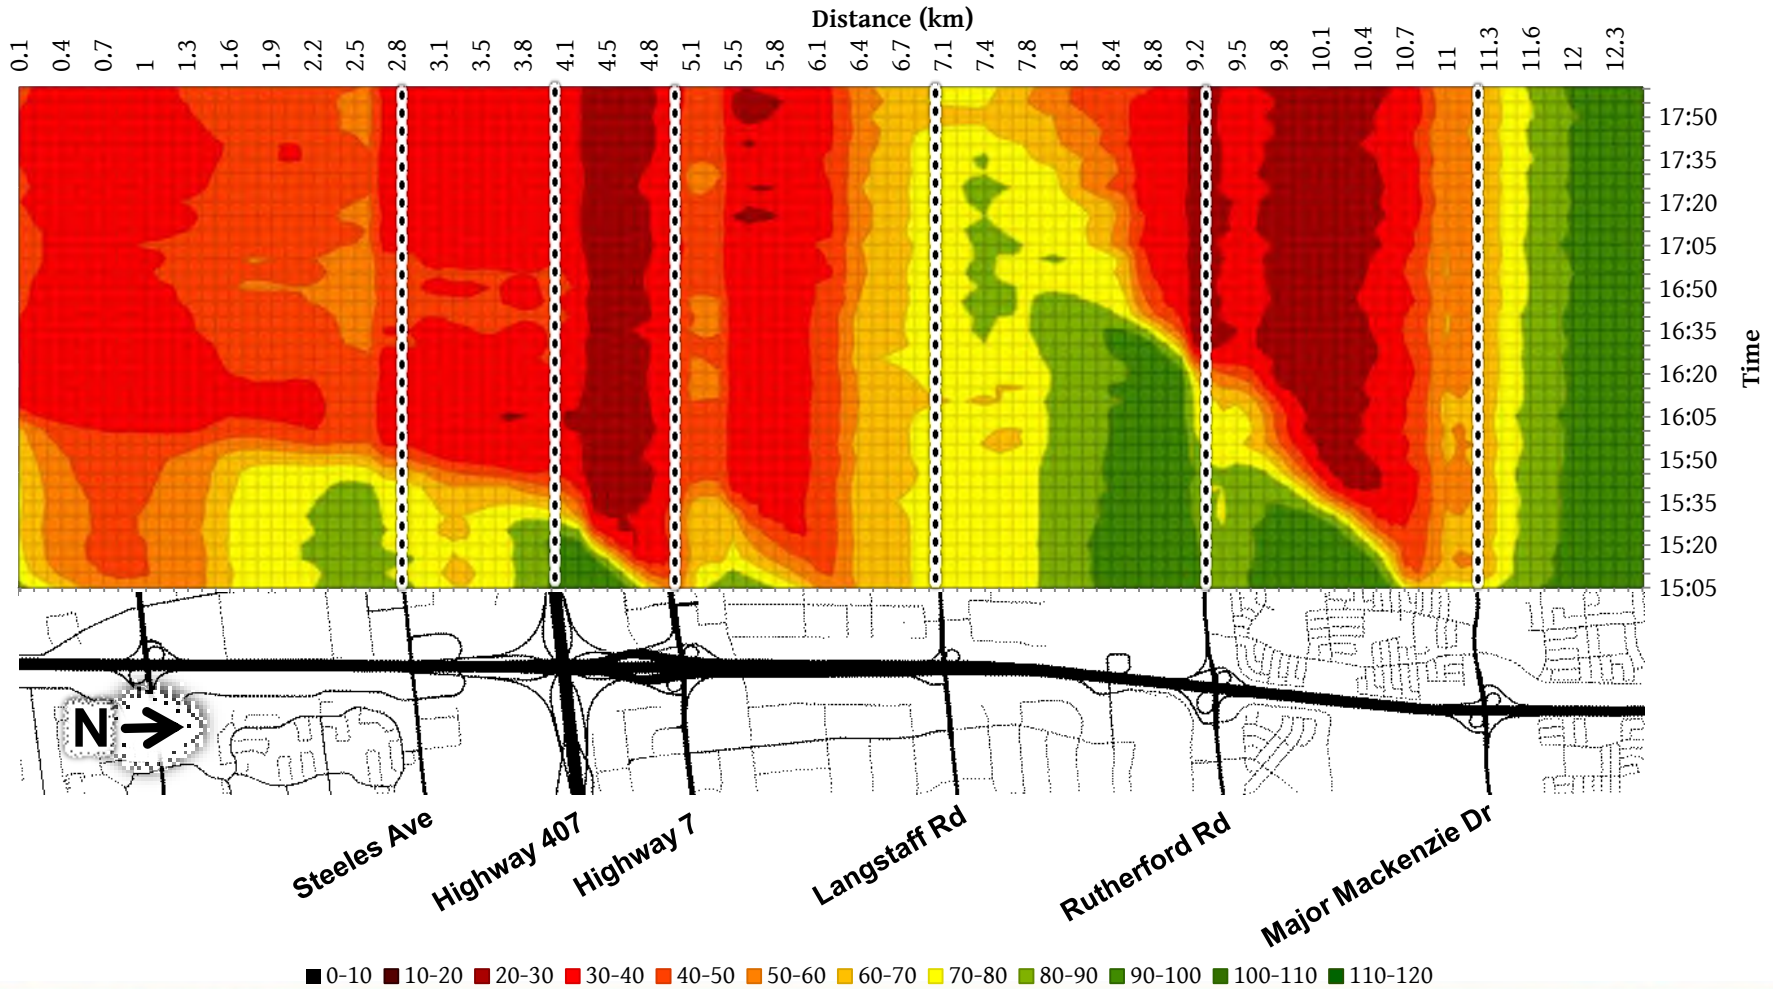 Distance (km)
0.1 0.4 0.7 1 1.3 1.6 1.9 2.2 2.5 2.8 3.1 3.5 3.8 4.1 4.5 4.8 5.1 5.5 5.8 6.1 6.4 6.7 7.1 7.4 7.8 8.1 8.4 8.8 9.2 9.5 9.8 10.1 10.4 10.7 11 11.3 11.6 12 12.3
17:50
17:35
17:20
17:05
16:50
16:35
16:20
16:05
15:50
15:35
15:20
15:05
Time
N
Steeles Ave
Highway 407
Highway 7
Langstaff Rd
Rutherford Rd
Major Mackenzie Dr
0-10 10-20 20-30 30-40 40-50 50-60 60-70 70-80 80-90 90-100 100-110 110-120